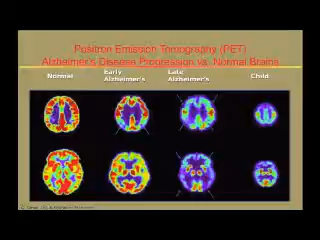 Positron Emission Tomography (PET)
Alzheimer's Disease Progression vs. Normal Brains
Normal Early Alzheimer's Late Alzheimer's Child